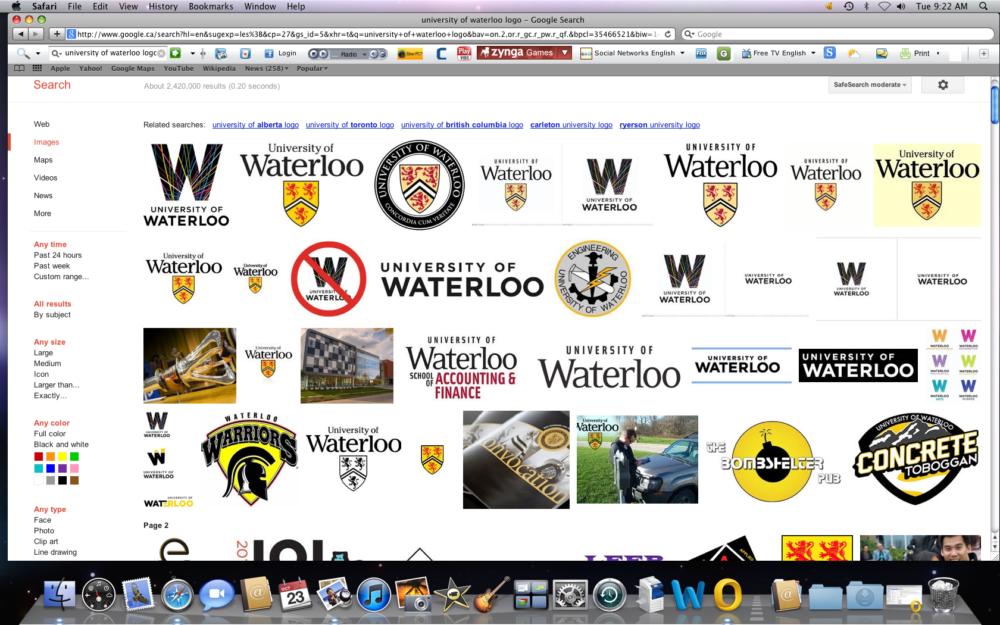 Safari File Edit View History Bookmarks Window Help
Tue 9:22 AM
university of waterloo logo – Google Search
http://www.google.ca/search?hl=en&sugexp=les%3B&cp=27&gs_id=5&xhr=t&q=university+of+waterloo+logo&bav=on.2,or.r_gc.r_pw.r_qf.&bpcl=35466521&biw=1
Google
university of waterloo logo
Login
Radio
Slow PC?
Play VIDS
zynga Games
Social Networks English
FOX
G
Free TV English
S
Print
Apple Yahoo! Google Maps YouTube Wikipedia News (258) Popular
Search
About 2,420,000 results (0.20 seconds)
SafeSearch moderate
Web
Images
Maps
Videos
News
More
Any time
Past 24 hours
Past week
Custom range...
All results
By subject
Any size
Large
Medium
Icon
Larger than...
Exactly...
Any color
Full color
Black and white
Any type
Face
Photo
Clip art
Line drawing
Related searches: university of alberta logo university of toronto logo university of british columbia logo carleton university logo ryerson university logo
W
UNIVERSITY OF
WATERLOO
University of
Waterloo
UNIVERSITY OF WATERLOO
CONCORDIA CUM VERITATE
UNIVERSITY OF
Waterloo
W
UNIVERSITY OF
WATERLOO
UNIVERSITY OF
Waterloo
UNIVERSITY OF
Waterloo
University of
Waterloo
University of
Waterloo
University of
Waterloo
W
UNIVERSITY OF
WATERLOO
UNIVERSITY OF
WATERLOO
ENGINEERING
UNIVERSITY OF WATERLOO
W
UNIVERSITY OF
WATERLOO
UNIVERSITY OF
WATERLOO
W
UNIVERSITY OF
WATERLOO
UNIVERSITY OF
WATERLOO
University of
Waterloo
UNIVERSITY OF
Waterloo
SCHOOL OF ACCOUNTING &
FINANCE
UNIVERSITY OF
Waterloo
UNIVERSITY OF
WATERLOO
UNIVERSITY OF
WATERLOO
W W
WATERLOO WATERLOO
W W
WATERLOO WATERLOO
W W
WATERLOO WATERLOO
ARTS SCIENCE
W
UNIVERSITY OF
WATERLOO
W
UNIVERSITY OF
WATERLOO
UNIVERSITY OF
WATERLOO
WATERLOO
WARRIORS
University of
Waterloo
onvocation
Waterloo
THE
BOMBSHELTER
PUB
UNIVERSITY OF WATERLOO
CONCRETE
TOBOGGAN
Page 2
OCT
23